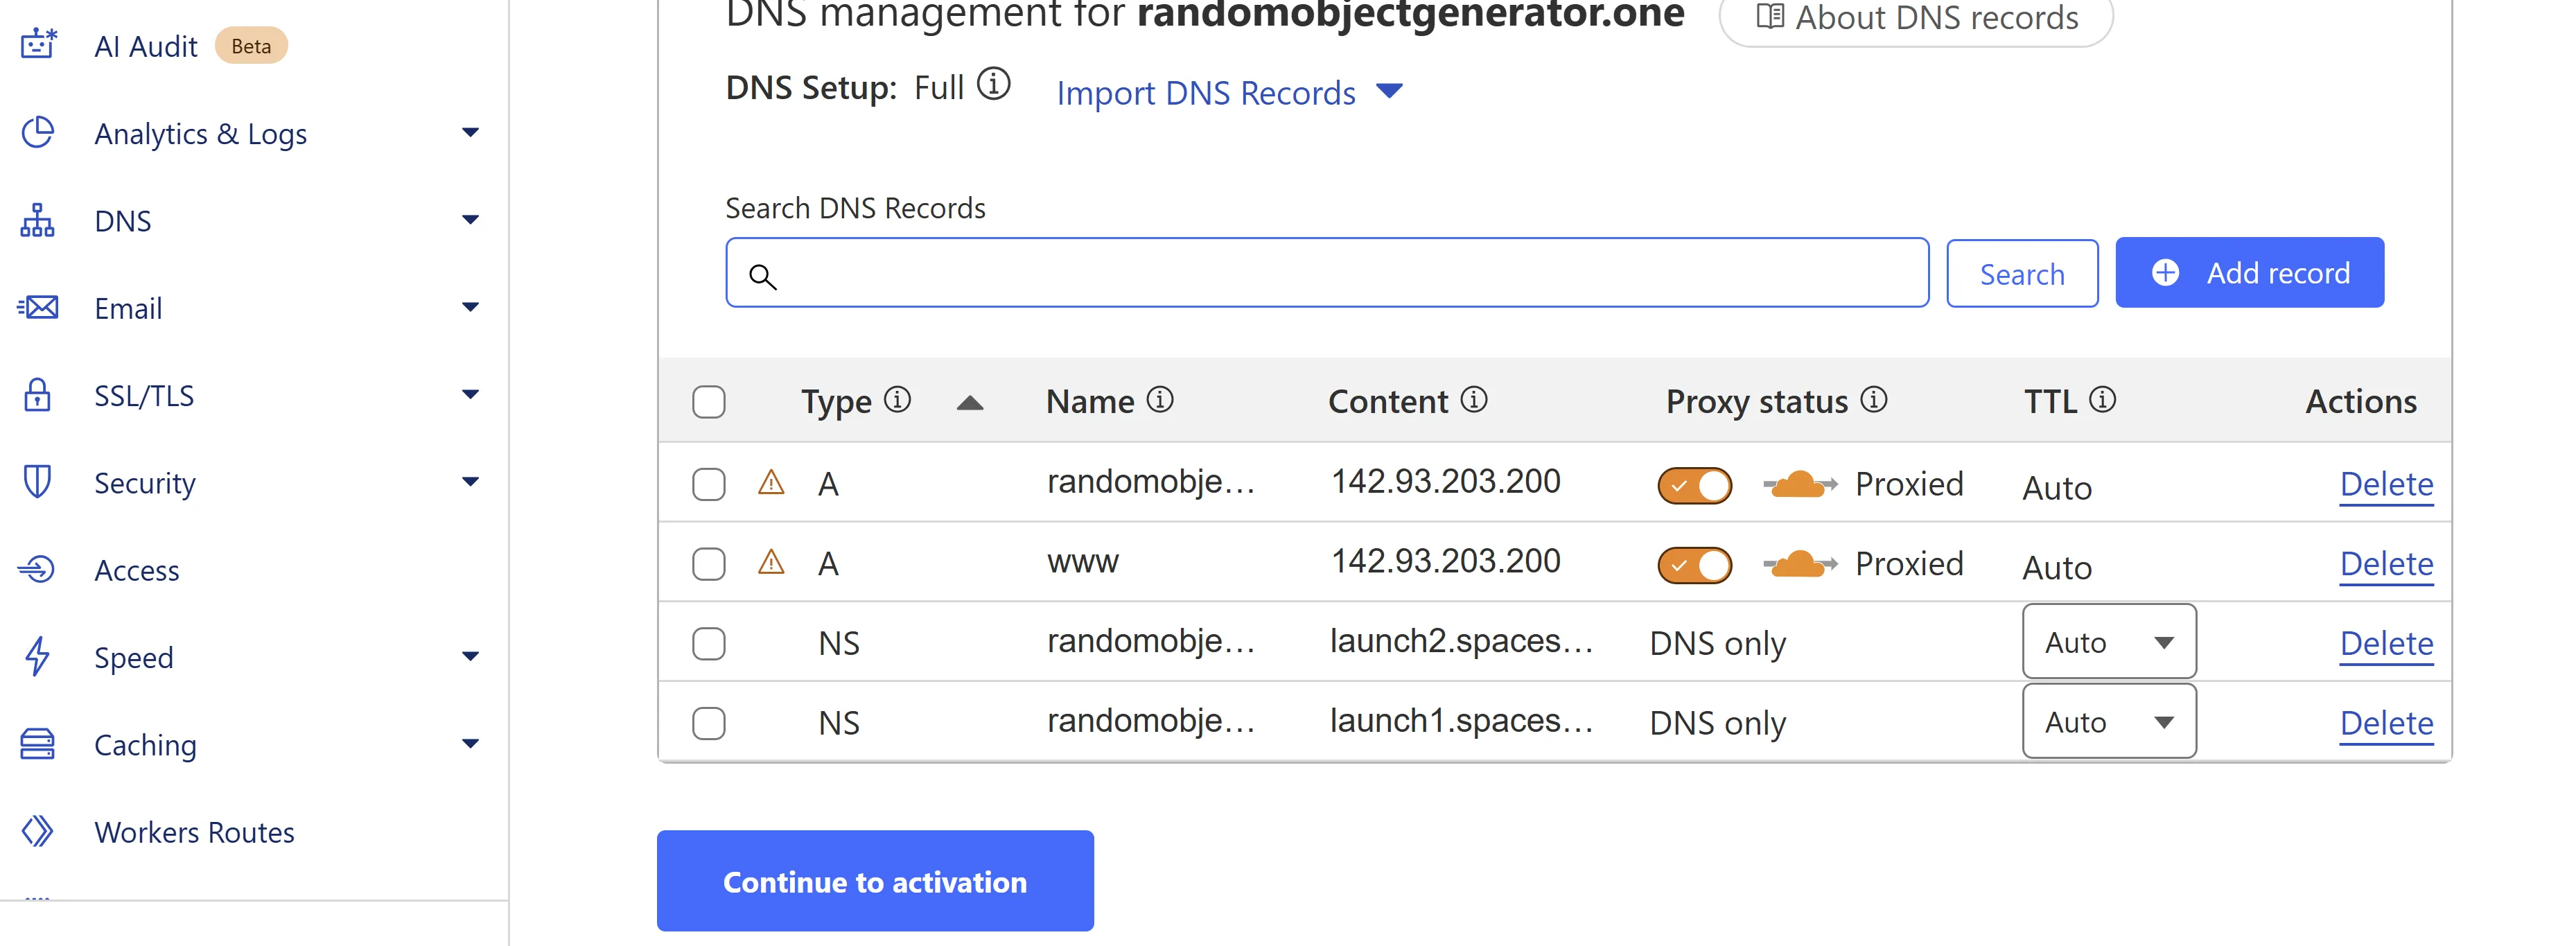 DNS management for randomobjectgenerator.one
About DNS records
DNS Setup: Full
Import DNS Records
Search DNS Records
Search
Add record
Type Name Content Proxy status TTL Actions
A randomobje... 142.93.203.200 Proxied Auto Delete
A www 142.93.203.200 Proxied Auto Delete
NS randomobje... launch2.spaces... DNS only Auto Delete
NS randomobje... launch1.spaces... DNS only Auto Delete
Continue to activation
AI Audit Beta
Analytics & Logs
DNS
Email
SSL/TLS
Security
Access
Speed
Caching
Workers Routes